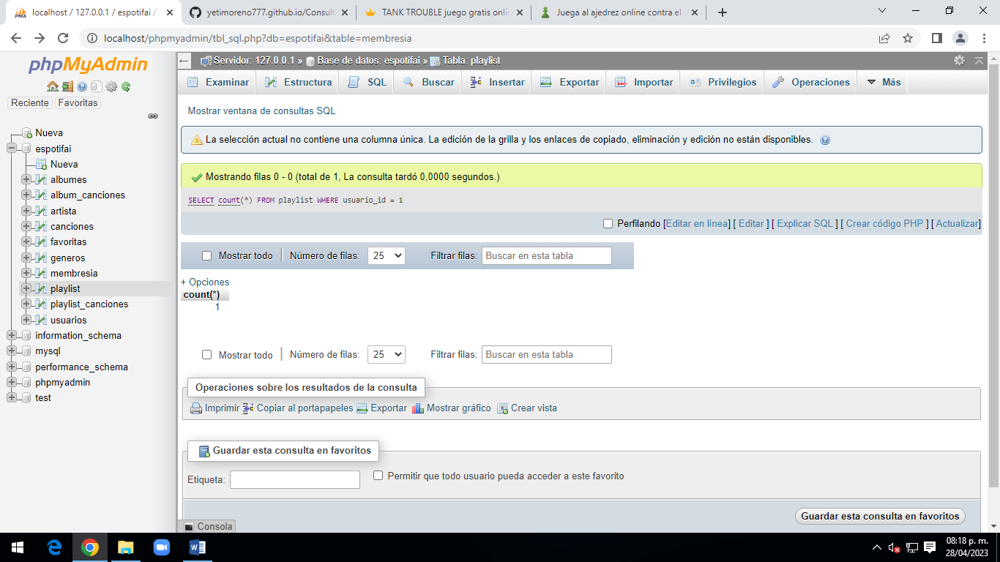 localhost / 127.0.0.1 / espotifai /
yetimoreno777.github.io/Consult
TANK TROUBLE juego gratis onlin
Juega al ajedrez online contra el
localhost/phpmyadmin/tbl_sql.php?db=espotifai&table=membresia
phpMyAdmin
Reciente Favoritas
Nueva
espotifai
Nueva
albumes
album_canciones
artista
canciones
favoritas
generos
membresia
playlist
playlist_canciones
usuarios
information_schema
mysql
performance_schema
phpmyadmin
test
Servidor: 127.0.0.1 » Base de datos: espotifai » Tabla: playlist
Examinar Estructura SQL Buscar Insertar Exportar Importar Privilegios Operaciones Más
Mostrar ventana de consultas SQL
La selección actual no contiene una columna única. La edición de la grilla y los enlaces de copiado, eliminación y edición no están disponibles.
Mostrando filas 0 - 0 (total de 1, La consulta tardó 0,0000 segundos.)
SELECT count(*) FROM playlist WHERE usuario_id = 1
Perfilando [Editar en línea] [ Editar ] [ Explicar SQL ] [ Crear código PHP ] [ Actualizar]
Mostrar todo Número de filas: 25 Filtrar filas: Buscar en esta tabla
+ Opciones
count(*)
1
Mostrar todo Número de filas: 25 Filtrar filas: Buscar en esta tabla
Operaciones sobre los resultados de la consulta
Imprimir Copiar al portapapeles Exportar Mostrar gráfico Crear vista
Guardar esta consulta en favoritos
Etiqueta: Permitir que todo usuario pueda acceder a este favorito
Guardar esta consulta en favoritos
Consola
08:18 p. m.
28/04/2023